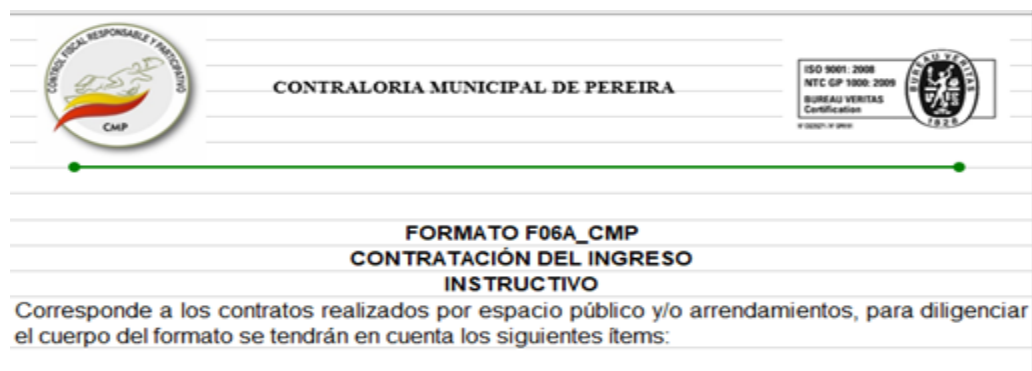 CONTROL FISCAL RESPONSABLE Y PARTICIPATIVO
CMP
CONTRALORIA MUNICIPAL DE PEREIRA
ISO 9001: 2008
NTC GP 1000: 2009
BUREAU VERITAS
Certification
BUREAU VERITAS
1828
FORMATO F06A_CMP
CONTRATACIÓN DEL INGRESO
INSTRUCTIVO
Corresponde a los contratos realizados por espacio público y/o arrendamientos, para diligenciar
el cuerpo del formato se tendrán en cuenta los siguientes ítems: